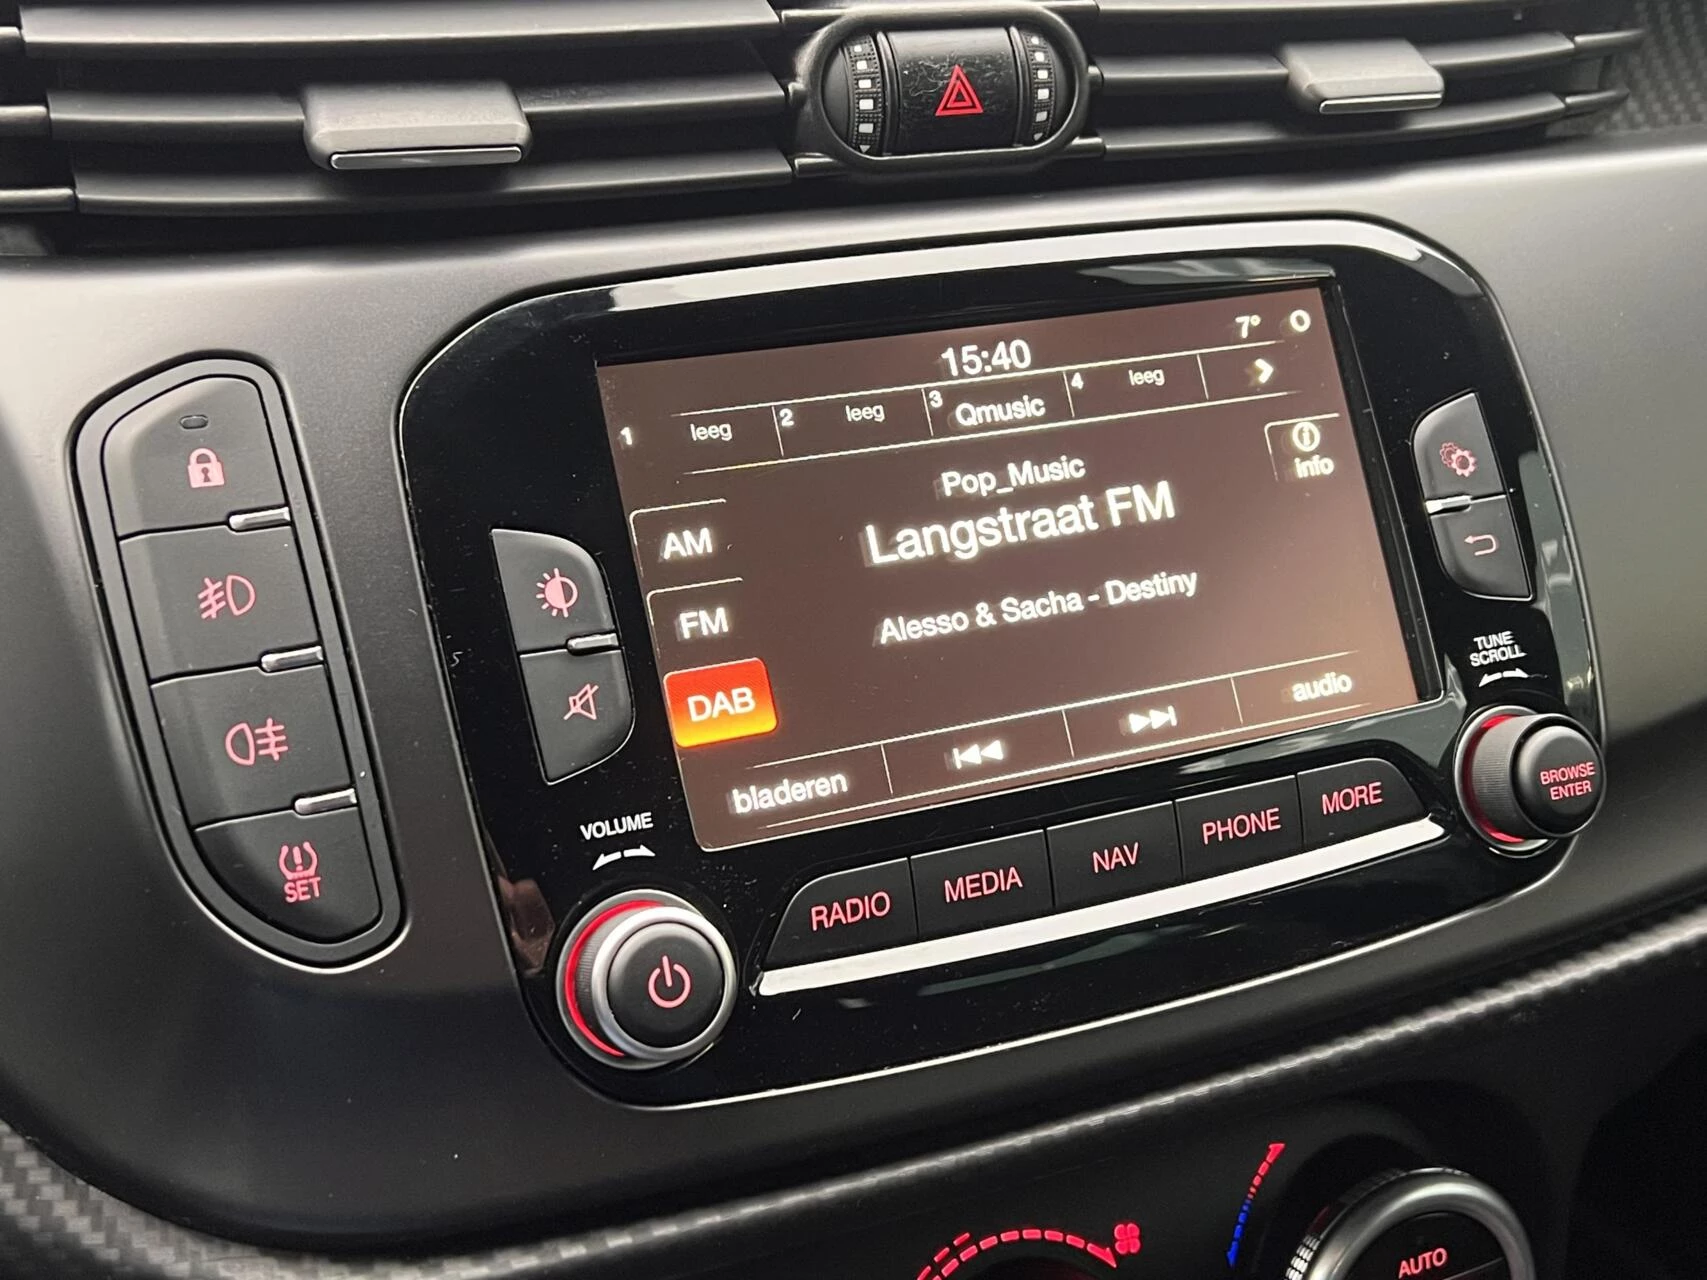 15:40
7° O
1 leeg 2 leeg 3 Qmusic 4 leeg
info
Pop_Music
Langstraat FM
Alesso & Sacha - Destiny
AM
FM
DAB
bladeren
audio
TUNE
SCROLL
BROWSE
ENTER
VOLUME
RADIO
MEDIA
NAV
PHONE
MORE
SET
AUTO